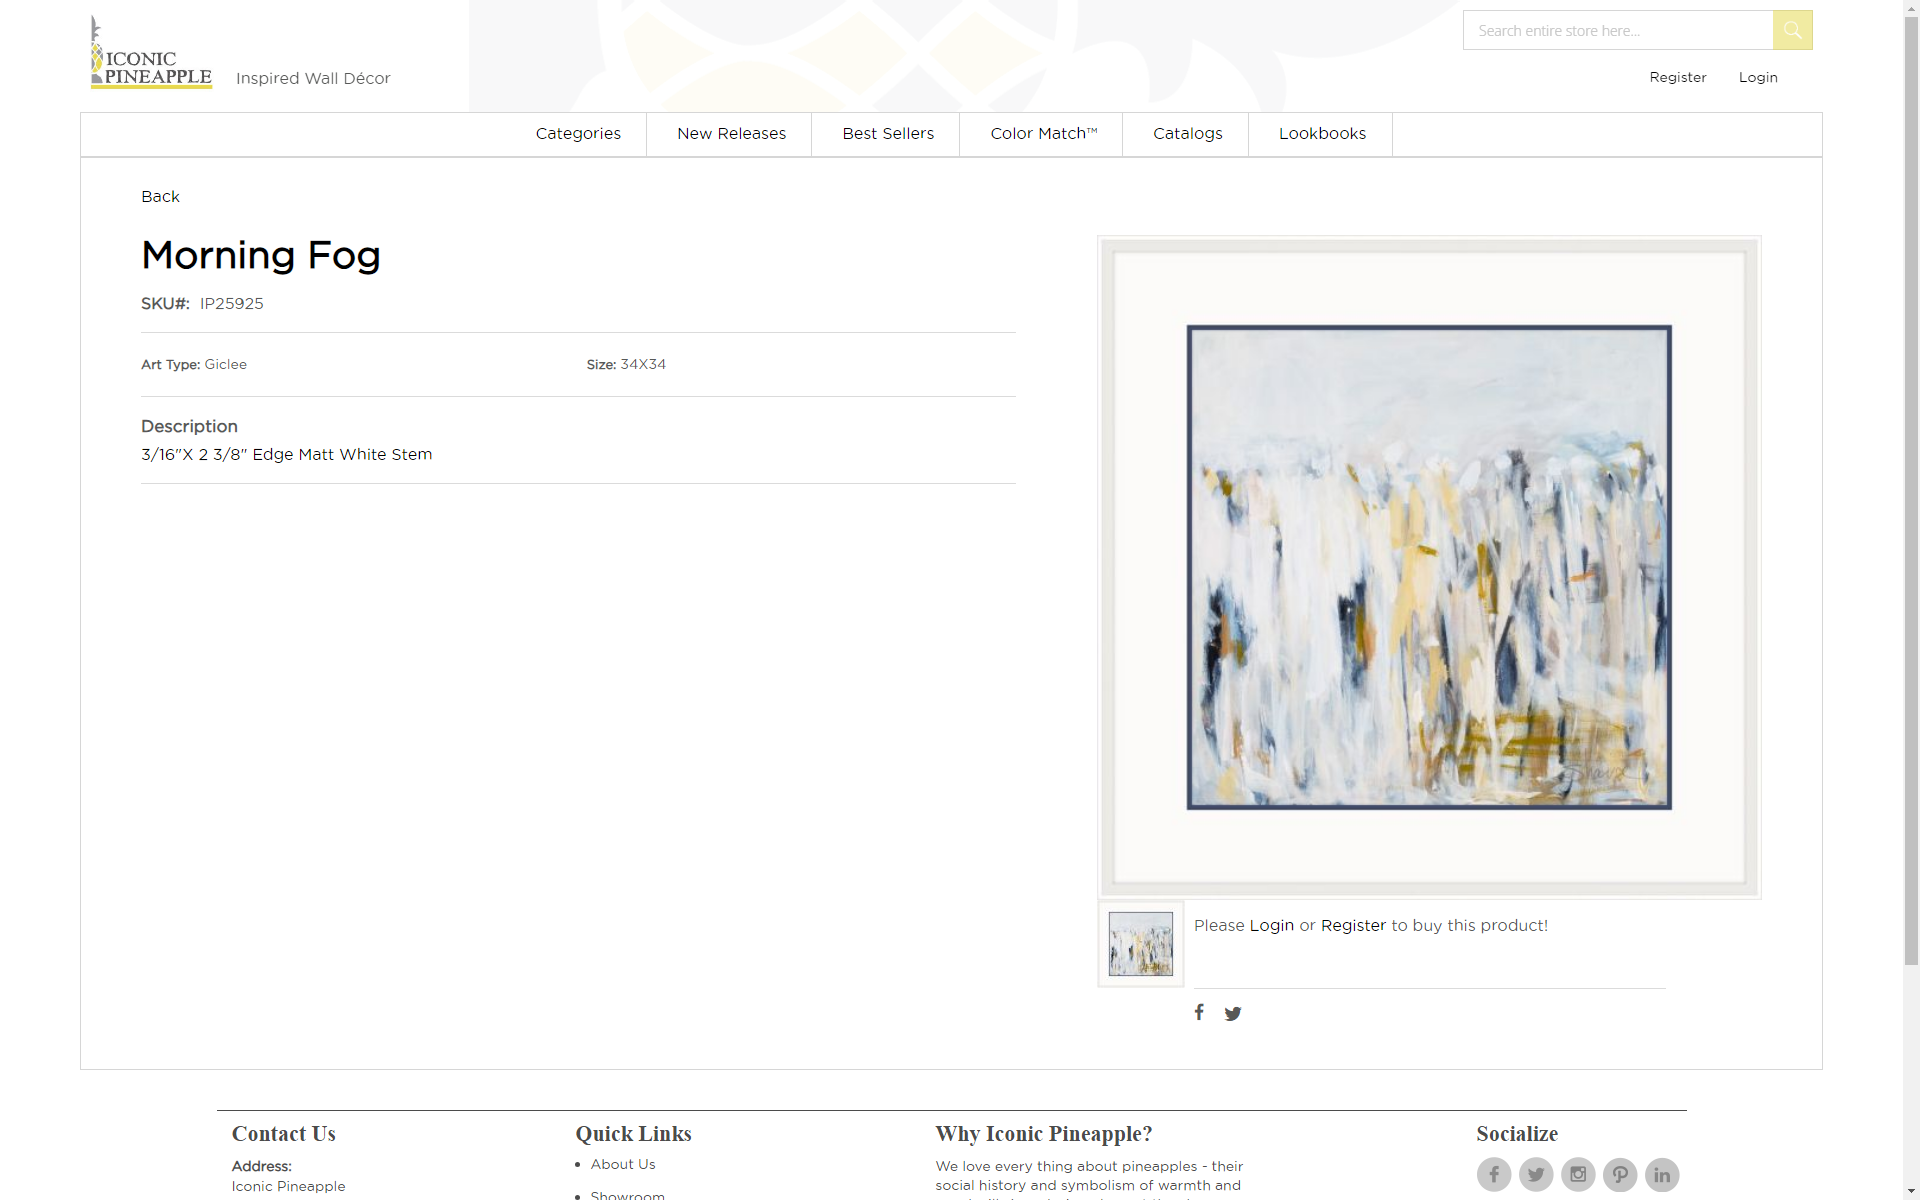 ICONIC
PINEAPPLE
Inspired Wall Décor
Search entire store here...
Register
Login
Categories
New Releases
Best Sellers
Color Match™
Catalogs
Lookbooks
Back
Morning Fog
SKU#: IP25925
Art Type: Giclee
Size: 34X34
Description
3/16"X 2 3/8" Edge Matt White Stem
Please Login or Register to buy this product!
Contact Us
Address:
Iconic Pineapple
Quick Links
About Us
Showroom
Why Iconic Pineapple?
We love every thing about pineapples - their
social history and symbolism of warmth and
Socialize